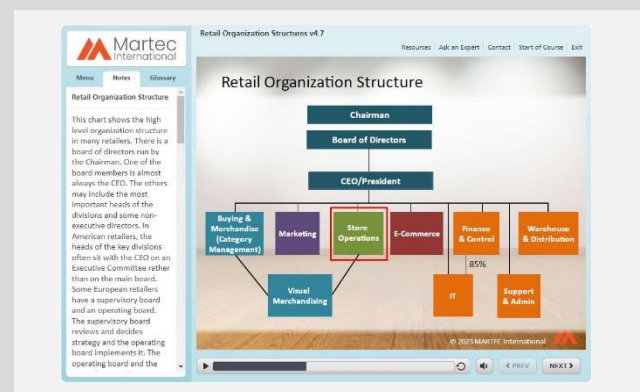 Martec
International
Retail Organization Structures v4.7
Resources
Ask an Expert
Contact
Start of Course
Exit
Menu
Notes
Glossary
Retail Organization Structure
This chart shows the high
level organization structure
in many retailers. There is a
board of directors run by
the Chairman. One of the
board members is almost
always the CEO. The others
may include the most
important heads of the
divisions and some non-
executive directors. In
American retailers, the
heads of the key divisions
often sit with the CEO on an
Executive Committee rather
than on the main board.
Some European retailers
have a supervisory board
and an operating board.
The supervisory board
reviews and decides
strategy and the operating
board implements it. The
operating board and the
Retail Organization Structure
Chairman
Board of Directors
CEO/President
Buying &
Merchandise
(Category
Management)
Marketing
Store
Operations
E-Commerce
Finance
& Control
Warehouse
& Distribution
85%
Visual
Merchandising
IT
Support
& Admin
© 2023 MARTEC International
PREV
NEXT